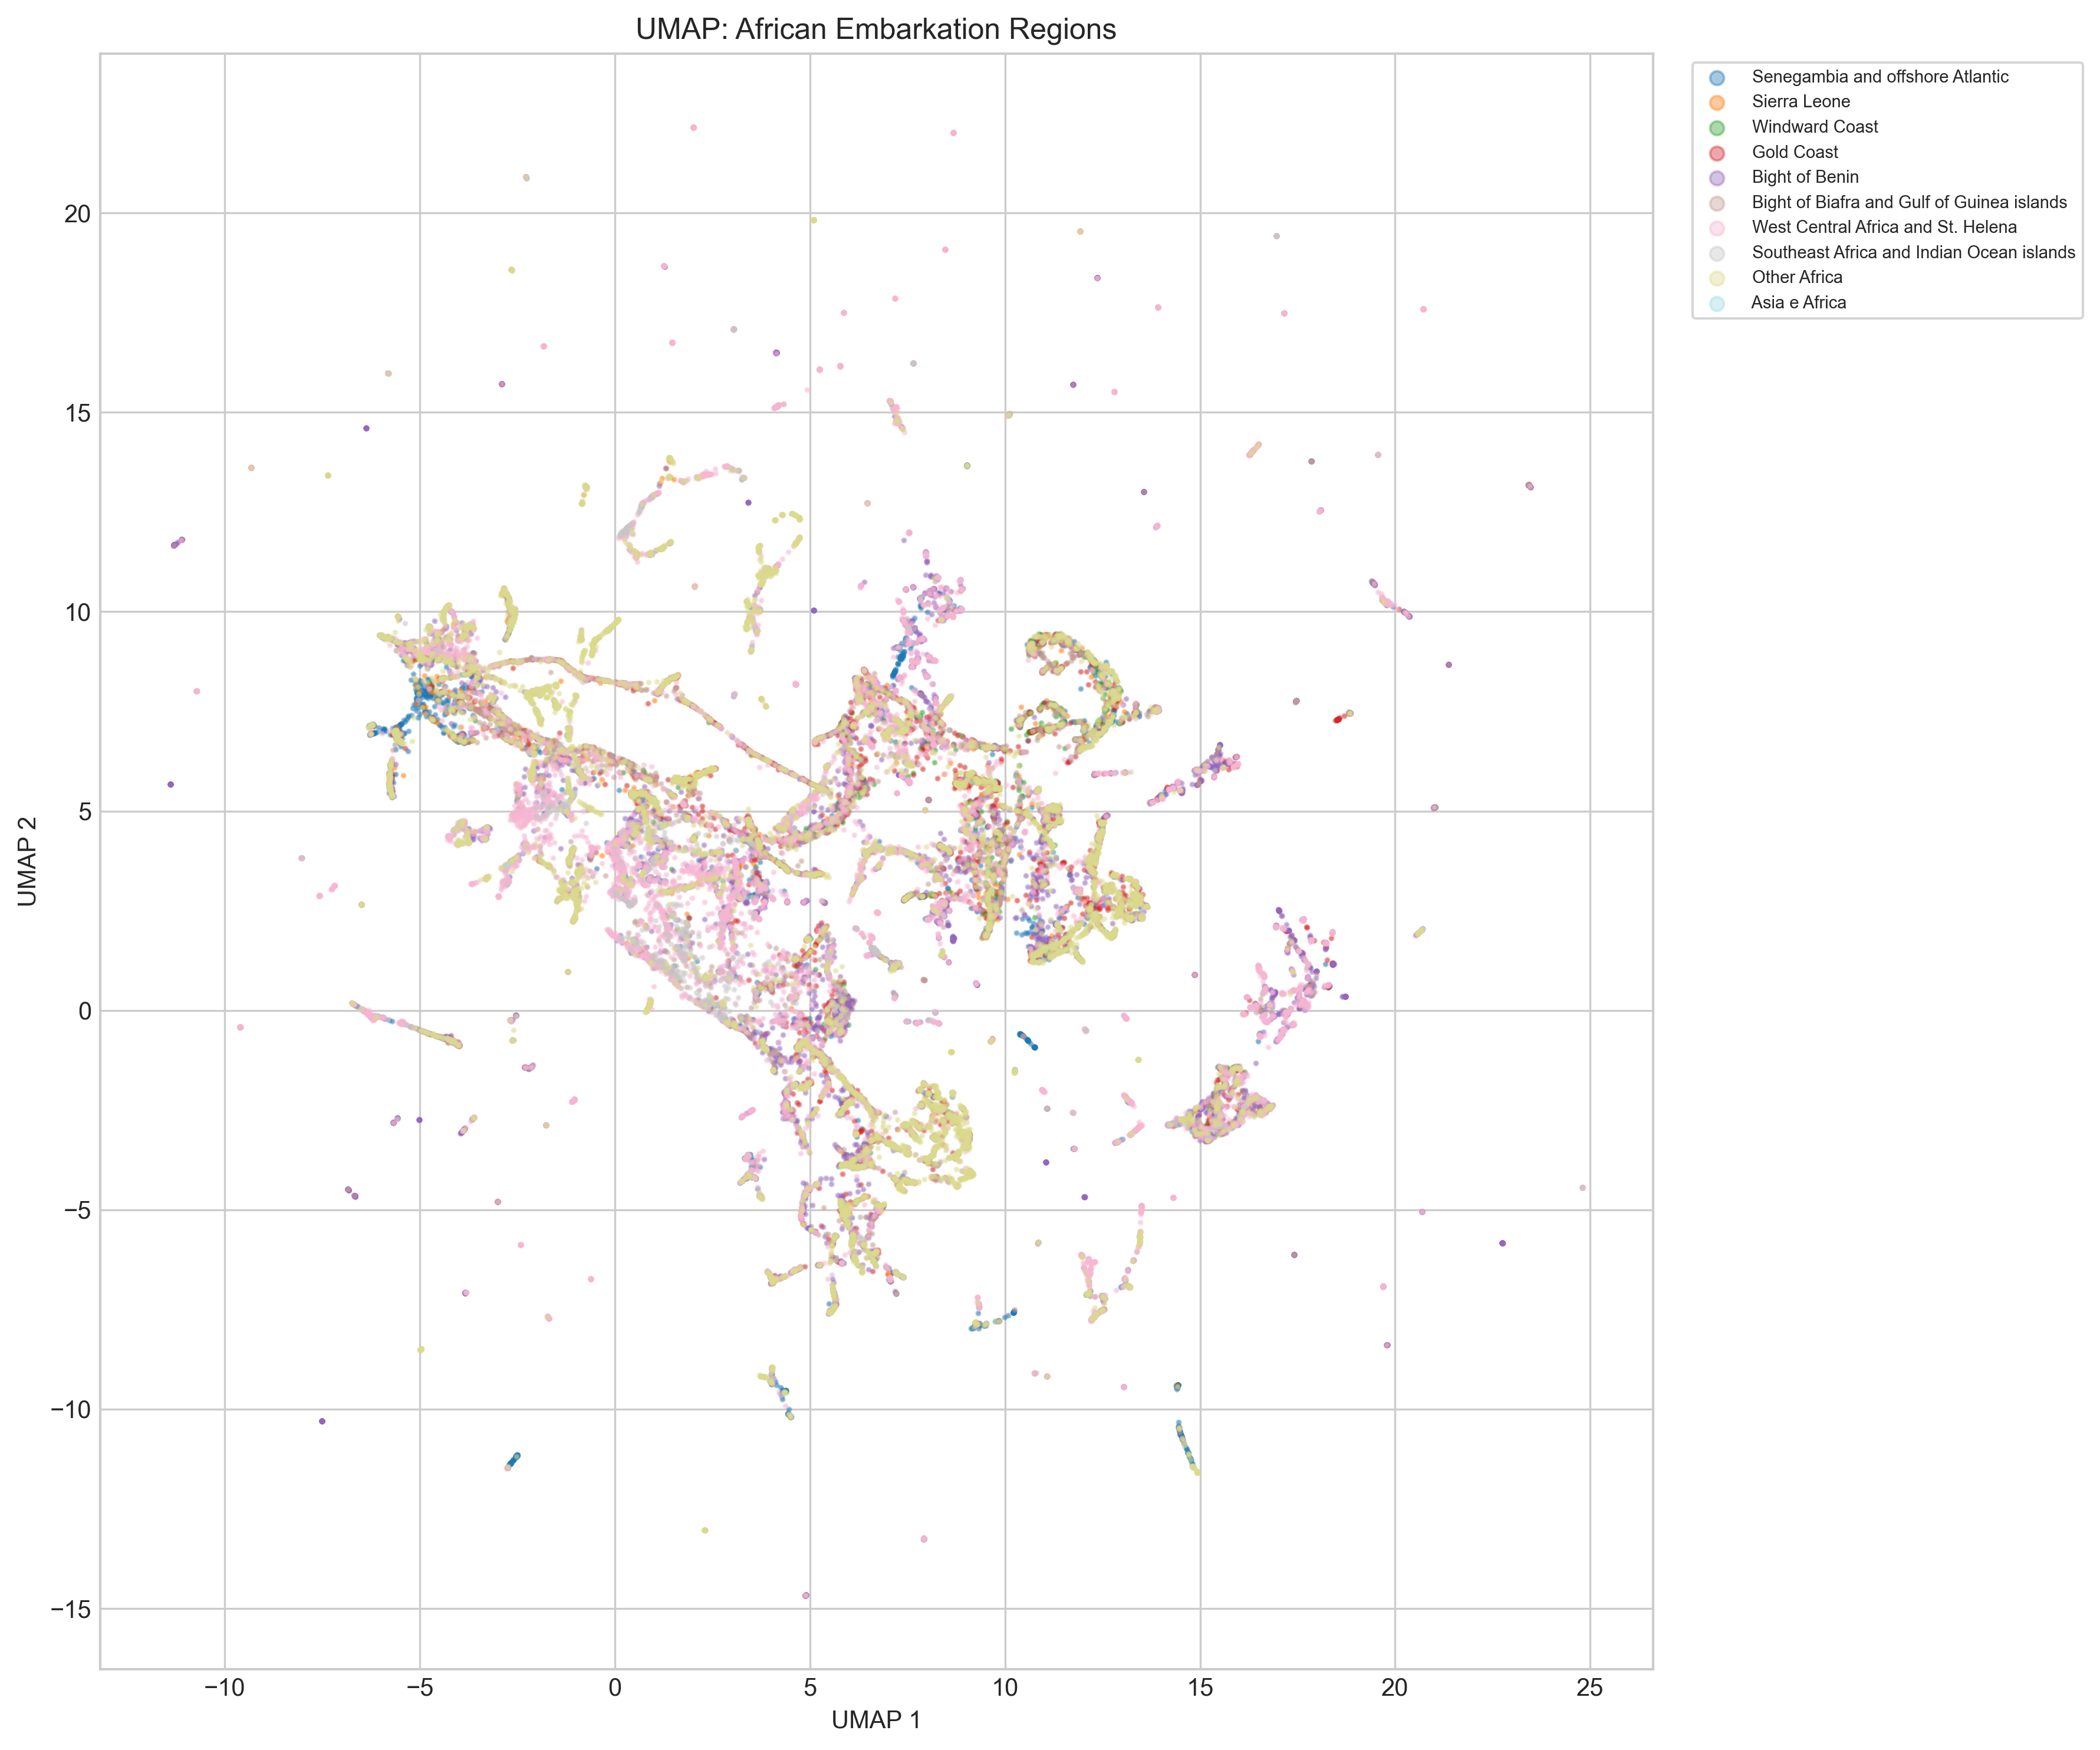 UMAP: African Embarkation Regions
Senegambia and offshore Atlantic
Sierra Leone
Windward Coast
Gold Coast
Bight of Benin
Bight of Biafra and Gulf of Guinea islands
West Central Africa and St. Helena
Southeast Africa and Indian Ocean islands
Other Africa
Asia e Africa
UMAP 2
20
15
10
5
0
−5
−10
−15
−10 −5 0 5 10 15 20 25
UMAP 1